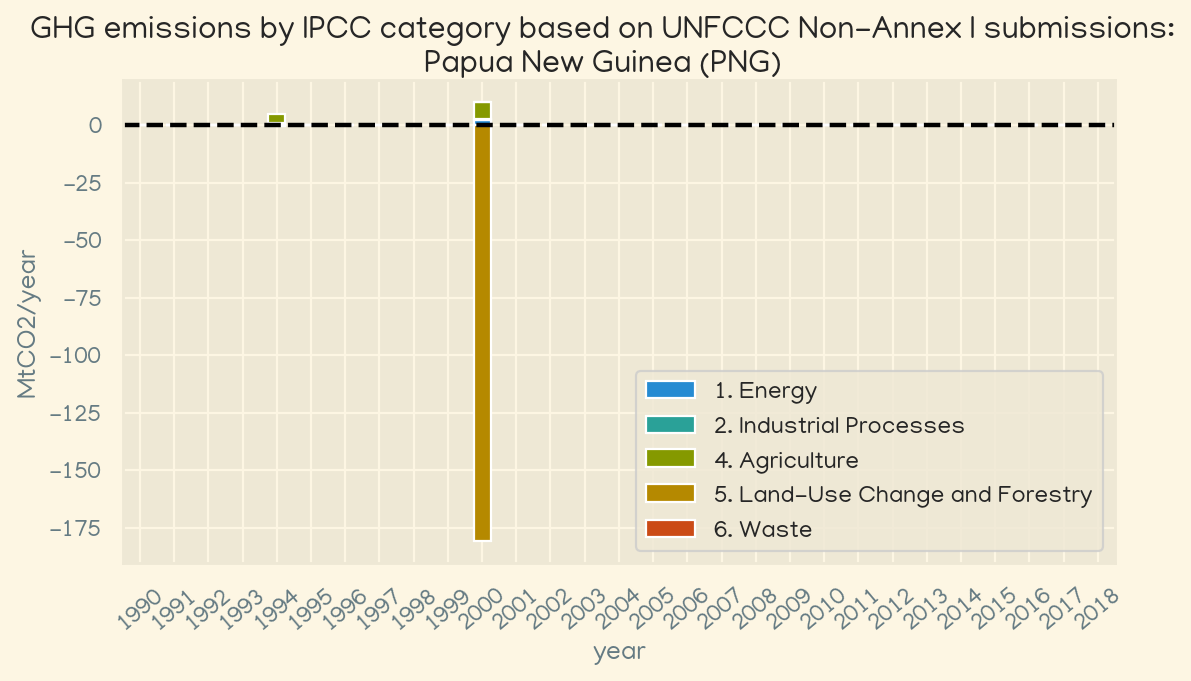 GHG emissions by IPCC category based on UNFCCC Non-Annex I submissions:
Papua New Guinea (PNG)
MtCO2/year
0
−25
−50
−75
−100
−125
−150
−175
1. Energy
2. Industrial Processes
4. Agriculture
5. Land-Use Change and Forestry
6. Waste
1990 1991 1992 1993 1994 1995 1996 1997 1998 1999 2000 2001 2002 2003 2004 2005 2006 2007 2008 2009 2010 2011 2012 2013 2014 2015 2016 2017 2018
year